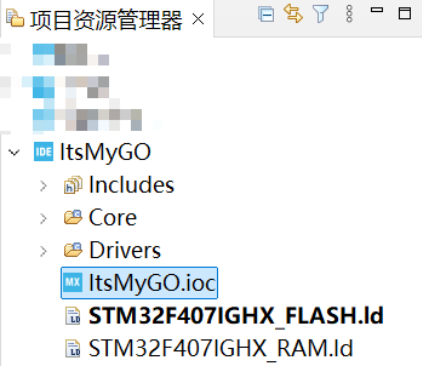 项目资源管理器
IDE ItsMyGO
Includes
Core
Drivers
MX ItsMyGO.ioc
STM32F407IGHX_FLASH.ld
STM32F407IGHX_RAM.ld